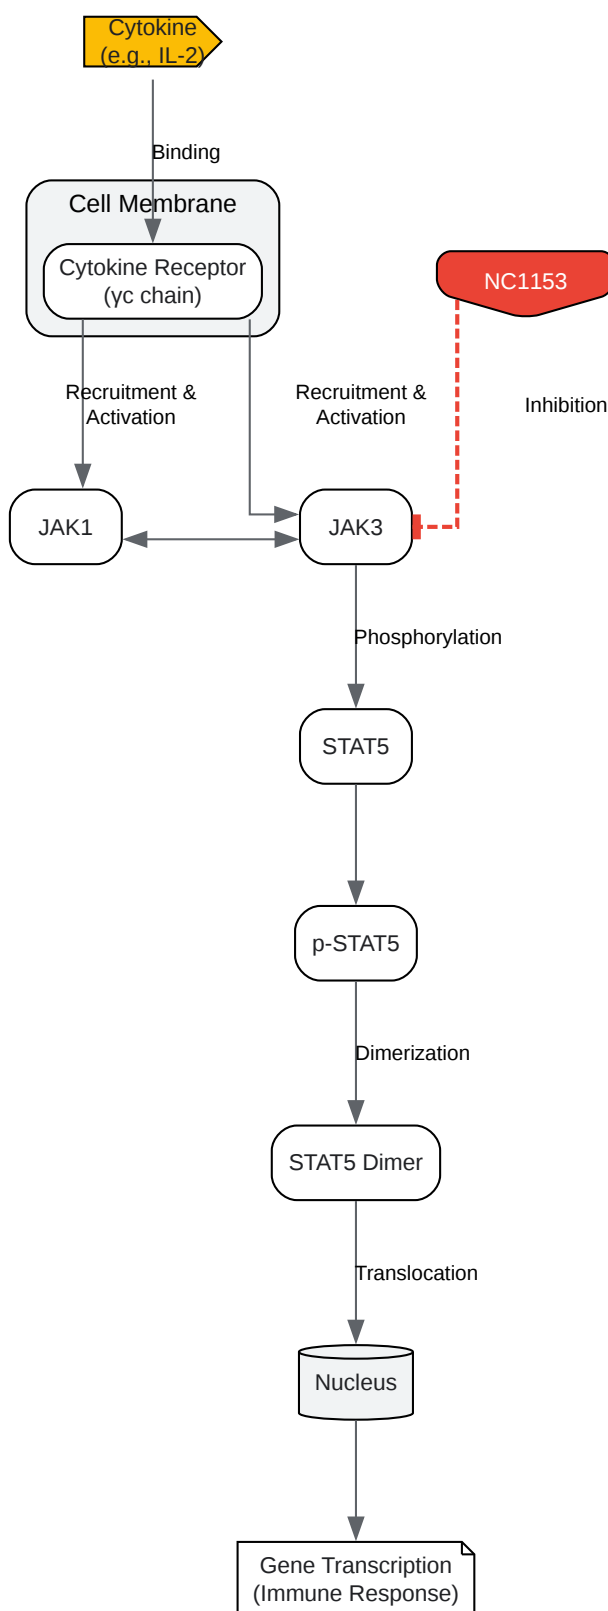 Cytokine
(e.g., IL-2)
Binding
Cell Membrane
Cytokine Receptor
(γc chain)
NC1153
Recruitment &
Activation
Recruitment &
Activation
Inhibition
JAK1
JAK3
Phosphorylation
STAT5
p-STAT5
Dimerization
STAT5 Dimer
Translocation
Nucleus
Gene Transcription
(Immune Response)